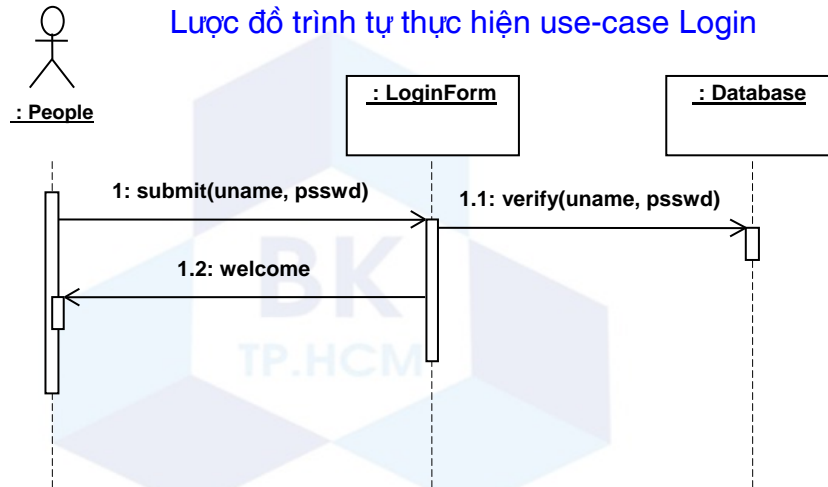 Lược đồ trình tự thực hiện use-case Login
: People
: LoginForm
: Database
1: submit(uname, psswd)
1.1: verify(uname, psswd)
1.2: welcome
BK
TP.HCM